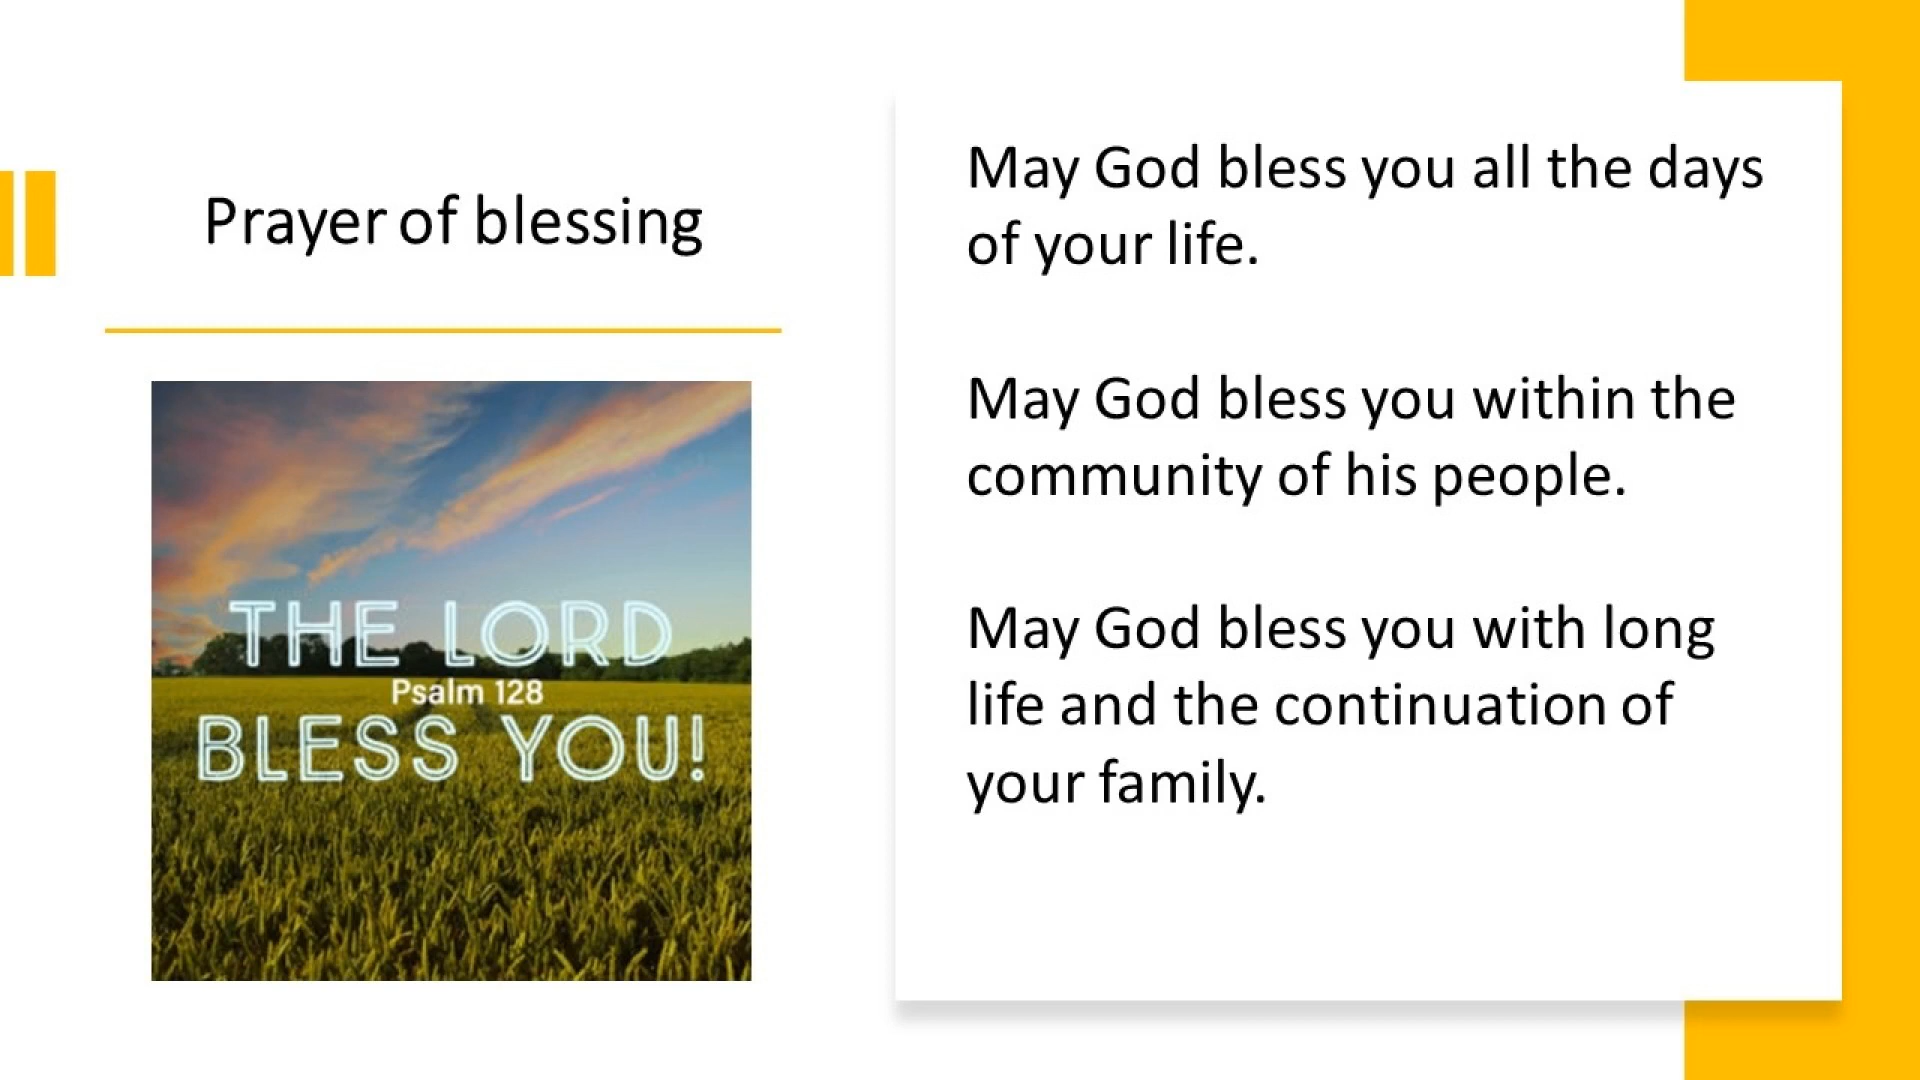 Prayer of blessing
THE LORD
Psalm 128
BLESS YOU!
May God bless you all the days
of your life.
May God bless you within the
community of his people.
May God bless you with long
life and the continuation of
your family.